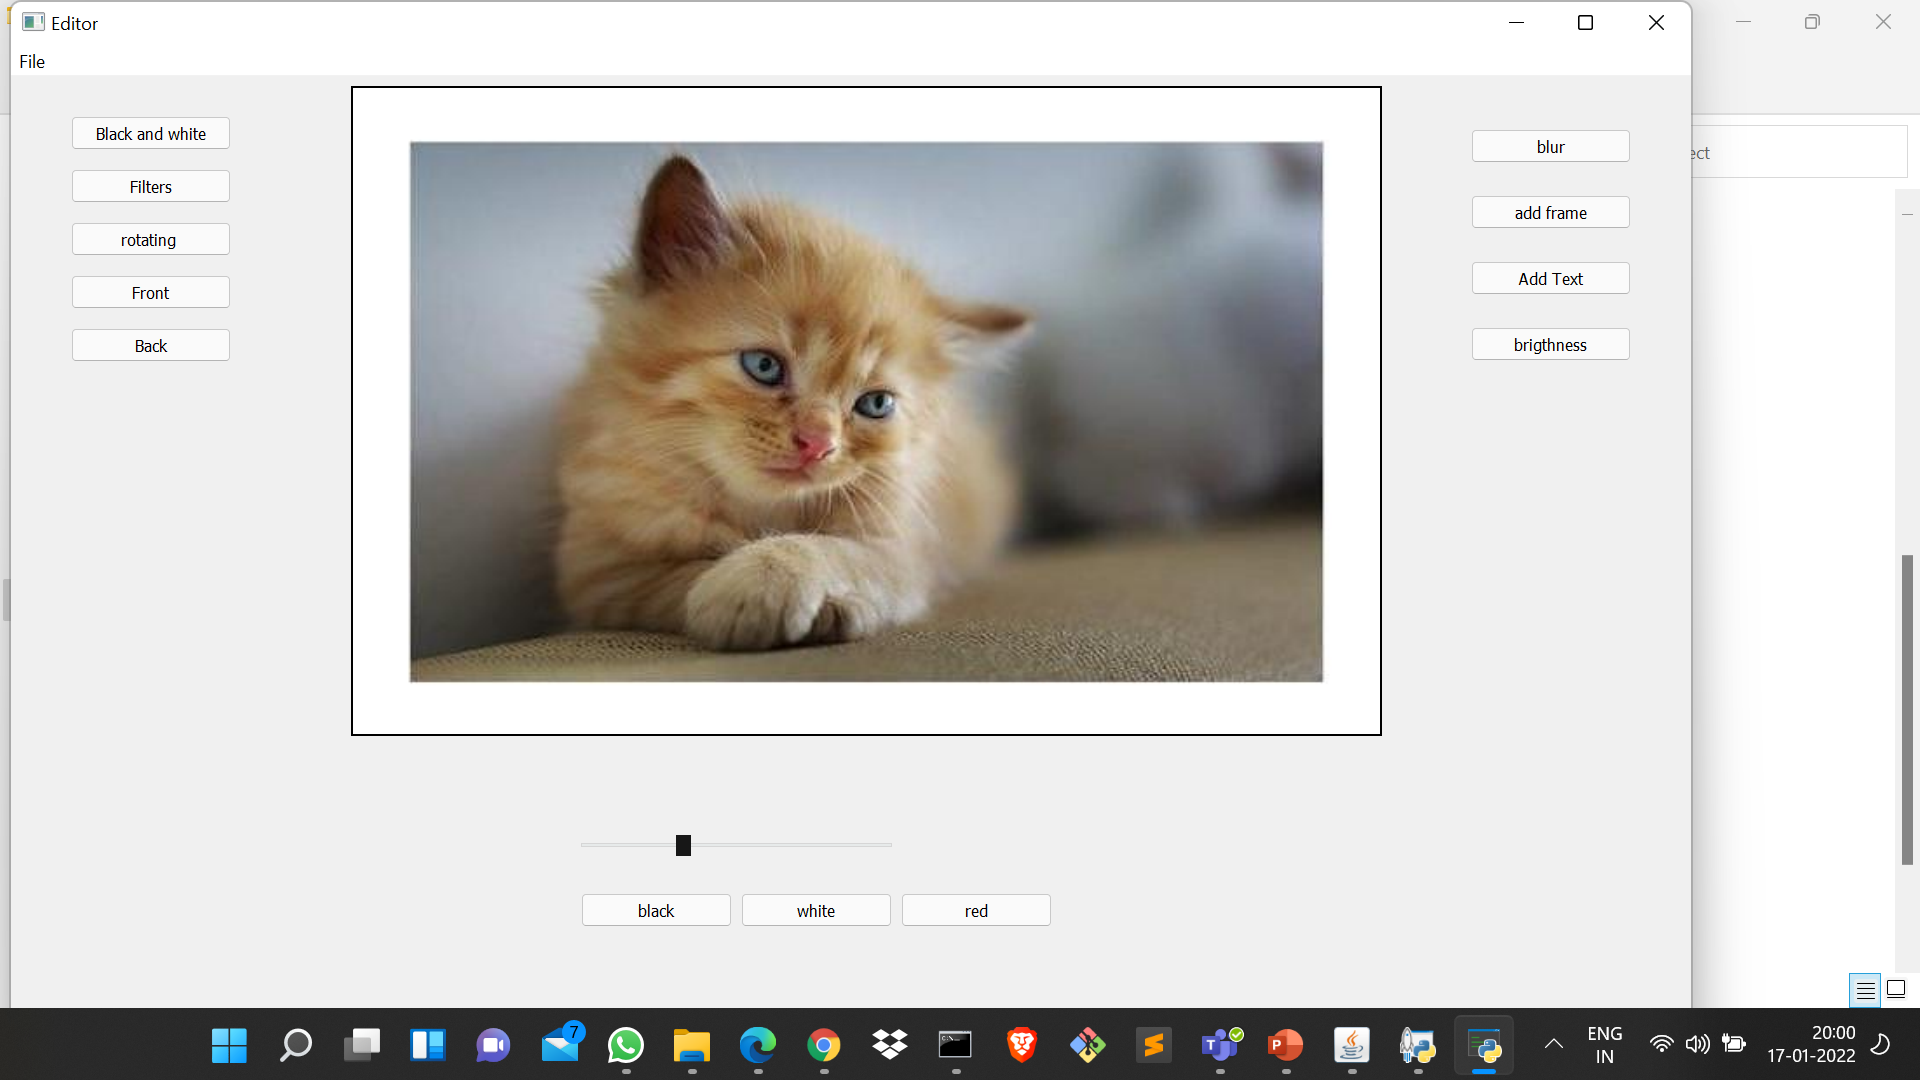 Editor
File
Black and white
Filters
rotating
Front
Back
blur
add frame
Add Text
brigthness
ect
black
white
red
7
ENG
IN
20:00
17-01-2022